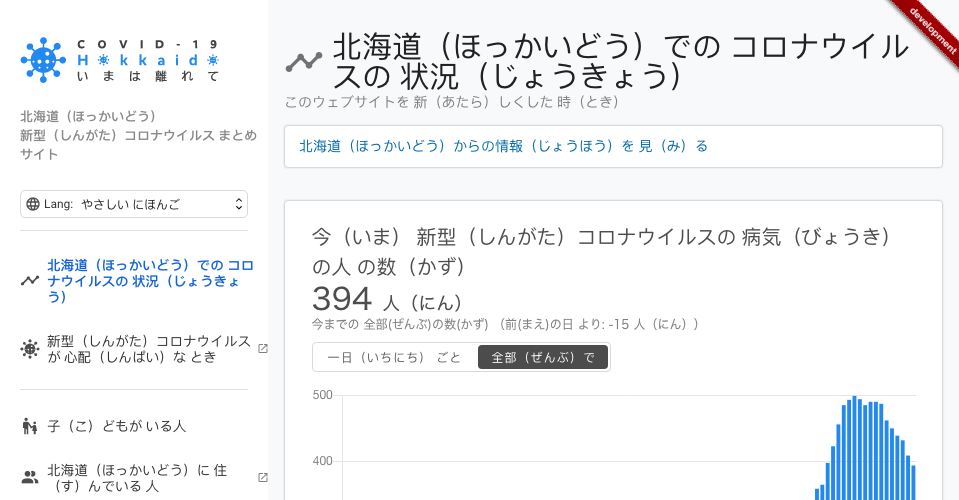 COVID-19
Hokkaido
いまは離れて
北海道（ほっかいどう）
新型（しんがた）コロナウイルス まとめ
サイト
Lang: やさしい にほんご
北海道（ほっかいどう）での コロ
ナウイルスの 状況（じょうきょ
う）
新型（しんがた）コロナウイルス
が 心配（しんぱい）な とき
子（こ）どもが いる人
北海道（ほっかいどう）に 住
（す）んでいる 人
development
北海道（ほっかいどう）での コロナウイル
スの 状況（じょうきょう）
このウェブサイトを 新（あたら）しくした 時（とき）
北海道（ほっかいどう）からの情報（じょうほう）を 見（み）る
今（いま） 新型（しんがた）コロナウイルスの 病気（びょうき）
の人 の数（かず）
394 人（にん）
今までの 全部(ぜんぶ)の数(かず) （前(まえ)の日 より: -15 人（にん））
一日（いちにち） ごと
全部（ぜんぶ）で
500
400